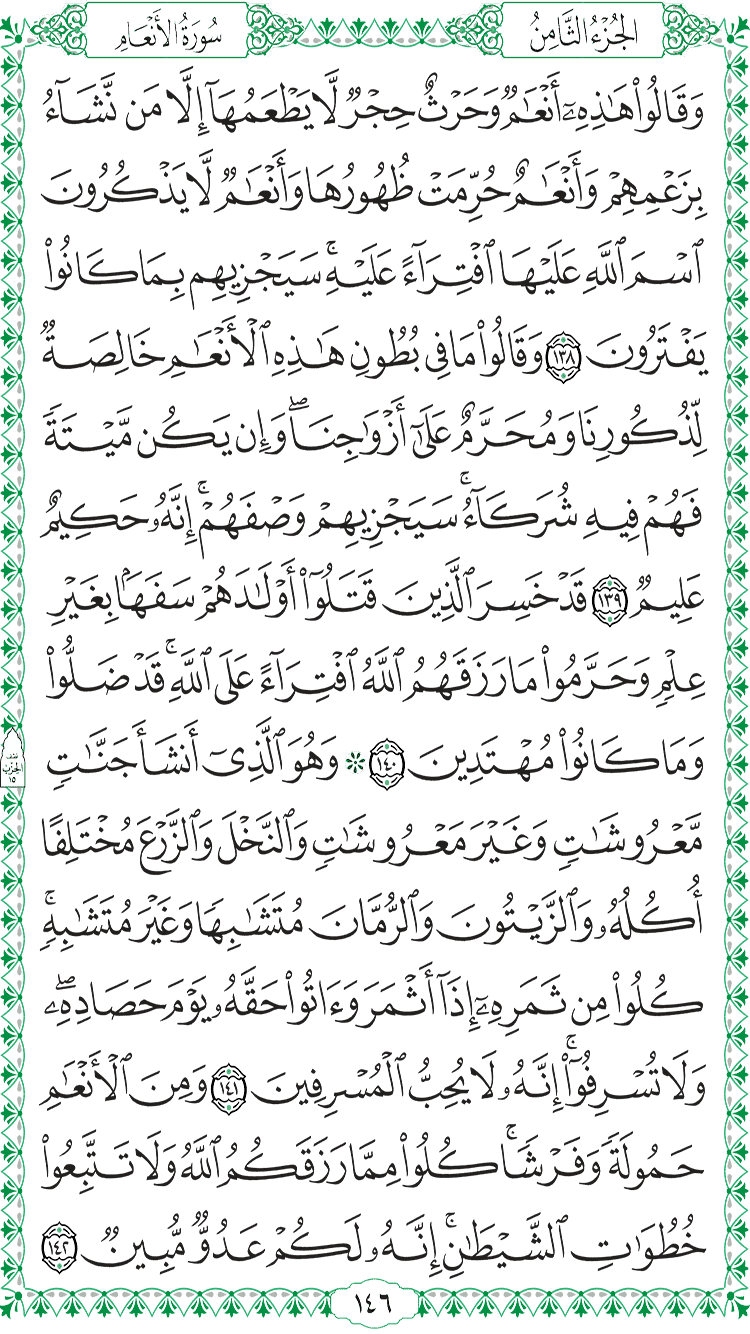 الجُزْءُ الثَّامِنُ
سُورَةُ الأَنْعَامِ
وَقَالُوا۟ هَـٰذِهِۦٓ أَنْعَـٰمٌۭ وَحَرْثٌ حِجْرٌۭ لَّا يَطْعَمُهَآ إِلَّا مَن نَّشَآءُ
بِزَعْمِهِمْ وَأَنْعَـٰمٌ حُرِّمَتْ ظُهُورُهَا وَأَنْعَـٰمٌۭ لَّا يَذْكُرُونَ
ٱسْمَ ٱللَّهِ عَلَيْهَا ٱفْتِرَآءً عَلَيْهِ ۚ سَيَجْزِيهِم بِمَا كَانُوا۟
يَفْتَرُونَ ١٣٨ وَقَالُوا۟ مَا فِى بُطُونِ هَـٰذِهِ ٱلْأَنْعَـٰمِ خَالِصَةٌۭ
لِّذُكُورِنَا وَمُحَرَّمٌ عَلَىٰٓ أَزْوَٰجِنَا ۖ وَإِن يَكُن مَّيْتَةًۭ
فَهُمْ فِيهِ شُرَكَآءُ ۚ سَيَجْزِيهِمْ وَصْفَهُمْ ۚ إِنَّهُۥ حَكِيمٌ
عَلِيمٌۭ ١٣٩ قَدْ خَسِرَ ٱلَّذِينَ قَتَلُوٓا۟ أَوْلَـٰدَهُمْ سَفَهًۢا بِغَيْرِ
عِلْمٍۢ وَحَرَّمُوا۟ مَا رَزَقَهُمُ ٱللَّهُ ٱفْتِرَآءً عَلَى ٱللَّهِ ۚ قَدْ ضَلُّوا۟
وَمَا كَانُوا۟ مُهْتَدِينَ ١٤٠ ۞ وَهُوَ ٱلَّذِىٓ أَنشَأَ جَنَّـٰتٍۢ
مَّعْرُوشَـٰتٍۢ وَغَيْرَ مَعْرُوشَـٰتٍۢ وَٱلنَّخْلَ وَٱلزَّرْعَ مُخْتَلِفًا
أُكُلُهُۥ وَٱلزَّيْتُونَ وَٱلرُّمَّانَ مُتَشَـٰبِهًۭا وَغَيْرَ مُتَشَـٰبِهٍۢ ۚ
كُلُوا۟ مِن ثَمَرِهِۦٓ إِذَآ أَثْمَرَ وَءَاتُوا۟ حَقَّهُۥ يَوْمَ حَصَادِهِۦ ۖ
وَلَا تُسْرِفُوٓا۟ ۚ إِنَّهُۥ لَا يُحِبُّ ٱلْمُسْرِفِينَ ١٤١ وَمِنَ ٱلْأَنْعَـٰمِ
حَمُولَةًۭ وَفَرْشًۭا ۚ كُلُوا۟ مِمَّا رَزَقَكُمُ ٱللَّهُ وَلَا تَتَّبِعُوا۟
خُطُوَٰتِ ٱلشَّيْطَـٰنِ ۚ إِنَّهُۥ لَكُمْ عَدُوٌّۭ مُّبِينٌۭ ١٤٢
نصف
الحزب
١٥
١٤٦